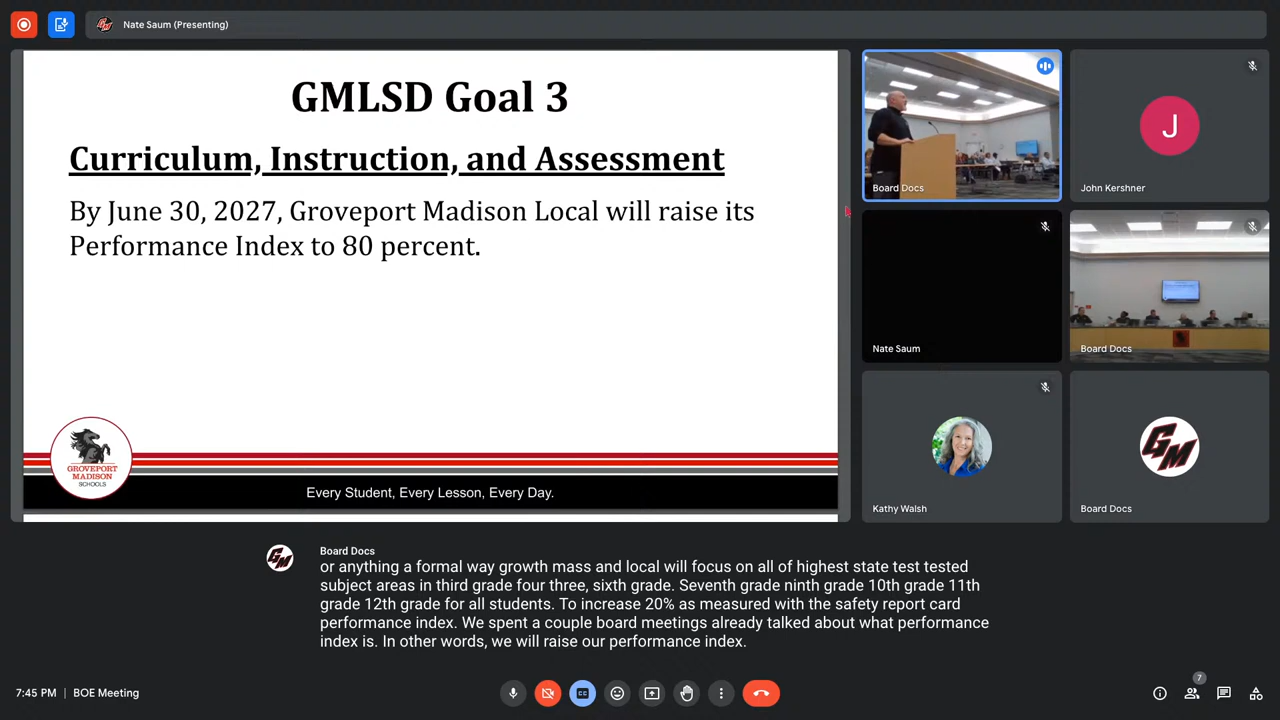 Nate Saum (Presenting)
GMLSD Goal 3
Curriculum, Instruction, and Assessment
By June 30, 2027, Groveport Madison Local will raise its
Performance Index to 80 percent.
GROVEPORT
MADISON
SCHOOLS
Every Student, Every Lesson, Every Day.
Board Docs
J
John Kershner
Nate Saum
Board Docs
Kathy Walsh
GM
Board Docs
Board Docs
or anything a formal way growth mass and local will focus on all of highest state test tested
subject areas in third grade four three, sixth grade. Seventh grade ninth grade 10th grade 11th
grade 12th grade for all students. To increase 20% as measured with the safety report card
performance index. We spent a couple board meetings already talked about what performance
index is. In other words, we will raise our performance index.
7:45 PM | BOE Meeting
CC
7